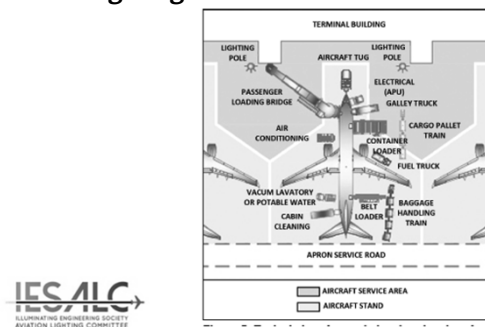 TERMINAL BUILDING
LIGHTING
POLE
AIRCRAFT TUG
LIGHTING
POLE
PASSENGER
LOADING BRIDGE
ELECTRICAL
(APU)
GALLEY TRUCK
AIR
CONDITIONING
CARGO PALLET
TRAIN
CONTAINER
LOADER
FUEL TRUCK
VACUM LAVATORY
OR POTABLE WATER
CABIN
CLEANING
BELT
LOADER
BAGGAGE
HANDLING
TRAIN
APRON SERVICE ROAD
AIRCRAFT SERVICE AREA
AIRCRAFT STAND
IESALC
ILLUMINATING ENGINEERING SOCIETY
AVIATION LIGHTING COMMITTEE